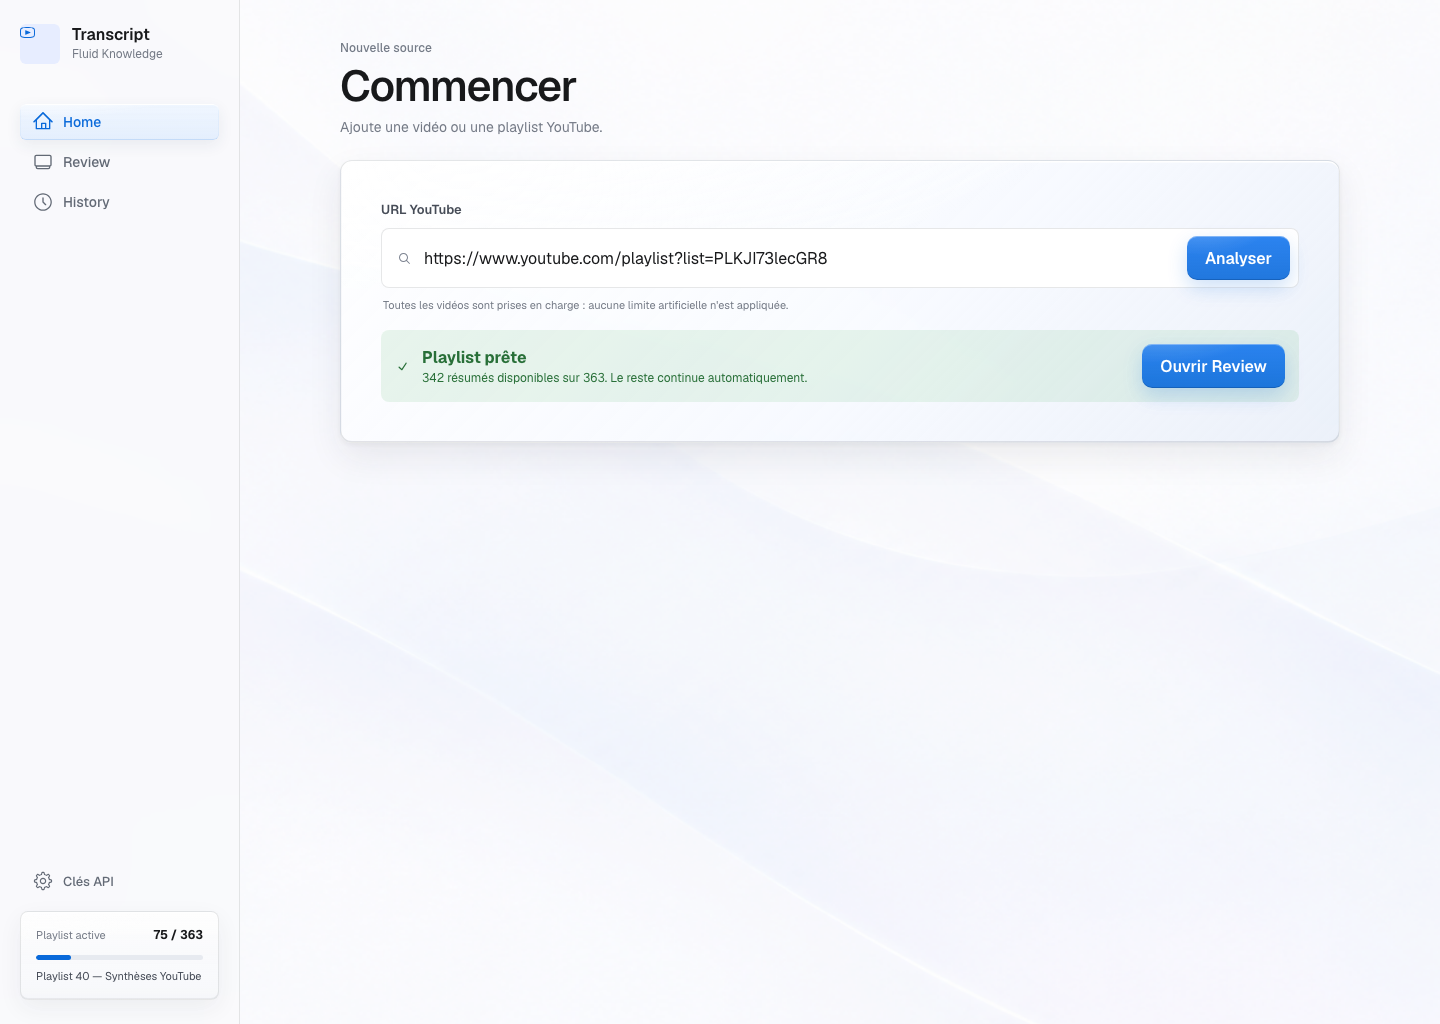 Transcript
Fluid Knowledge
Home
Review
History
Clés API
Playlist active
75 / 363
Playlist 40 — Synthèses YouTube
Nouvelle source
Commencer
Ajoute une vidéo ou une playlist YouTube.
URL YouTube
https://www.youtube.com/playlist?list=PLKJI73lecGR8
Analyser
Toutes les vidéos sont prises en charge : aucune limite artificielle n'est appliquée.
Playlist prête
342 résumés disponibles sur 363. Le reste continue automatiquement.
Ouvrir Review